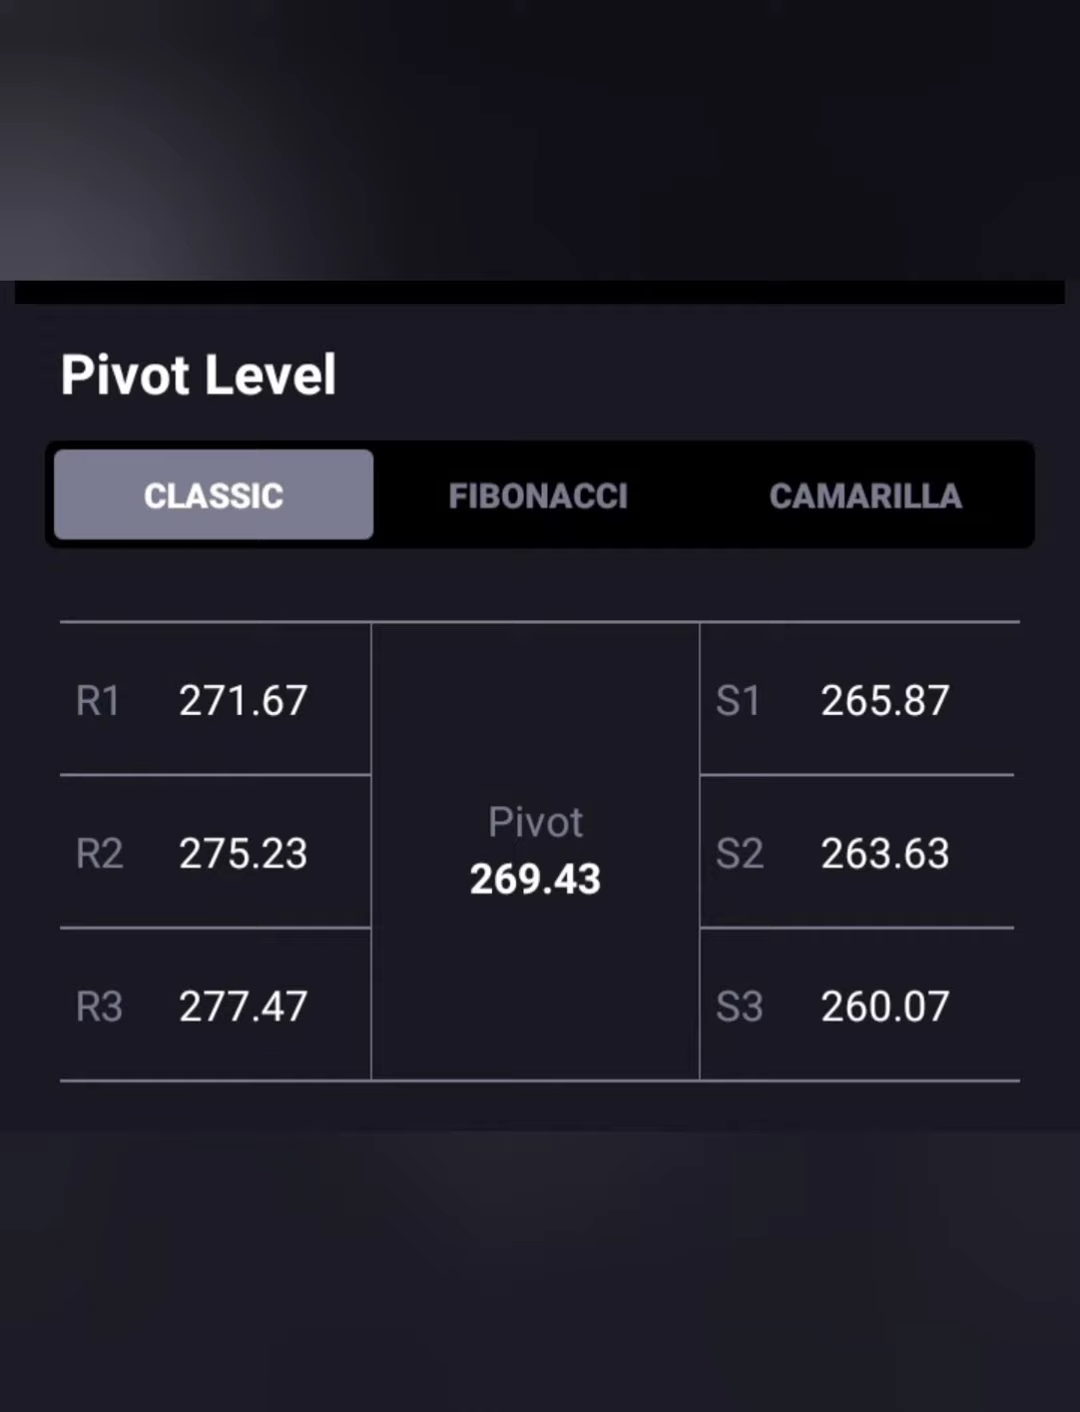 Pivot Level
CLASSIC FIBONACCI CAMARILLA
R1 271.67
R2 275.23
R3 277.47
Pivot
269.43
S1 265.87
S2 263.63
S3 260.07